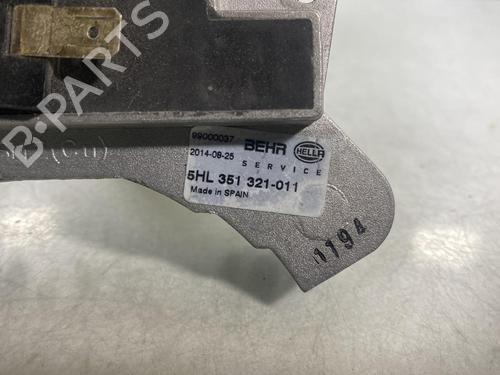 99000037 BEHR HELLA
2014-08-25 SERVICE
5HL 351 321-011
Made in SPAIN
1194
B-PARTS